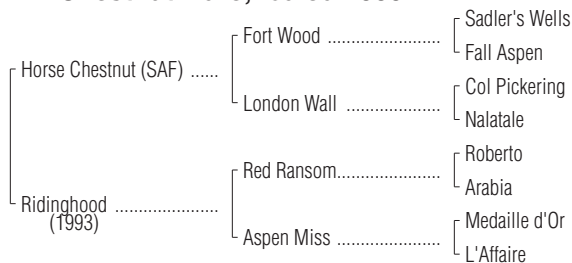 Sadler's Wells
Fort Wood ........................
Fall Aspen
Horse Chestnut (SAF) ......
Col Pickering
London Wall ....................
Nalatale
Roberto
Red Ransom......................
Arabia
Ridinghood ......................
(1993)
Medaille d'Or
Aspen Miss ......................
L'Affaire